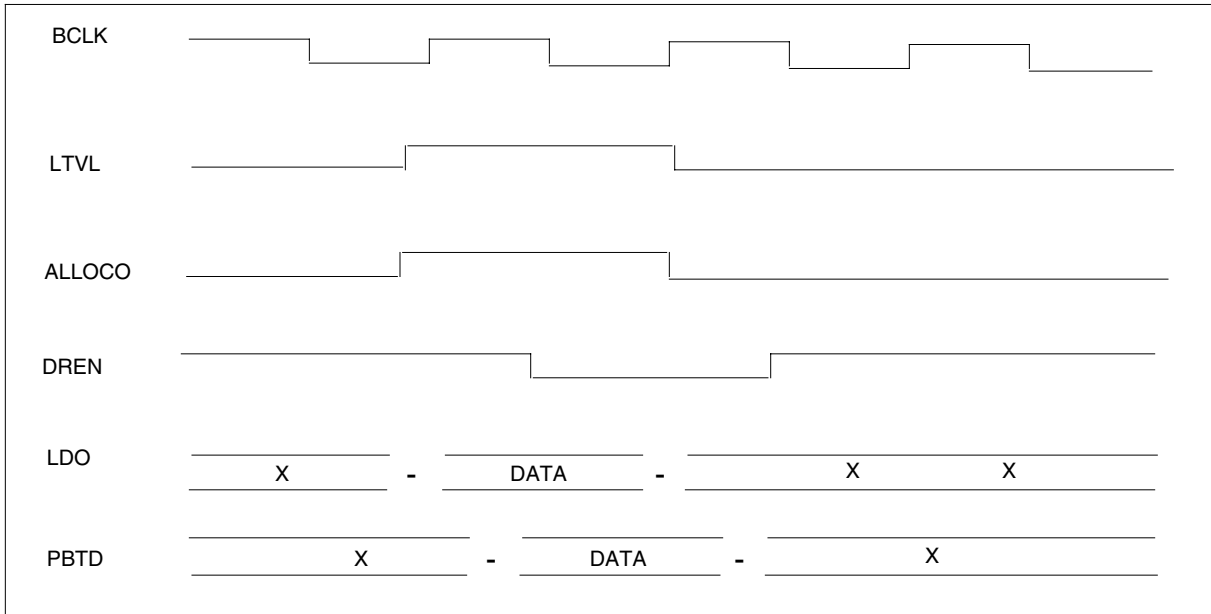 BCLK
LTVL
ALLOCO
DREN
LDO X - DATA - X X
PBTD X - DATA - X